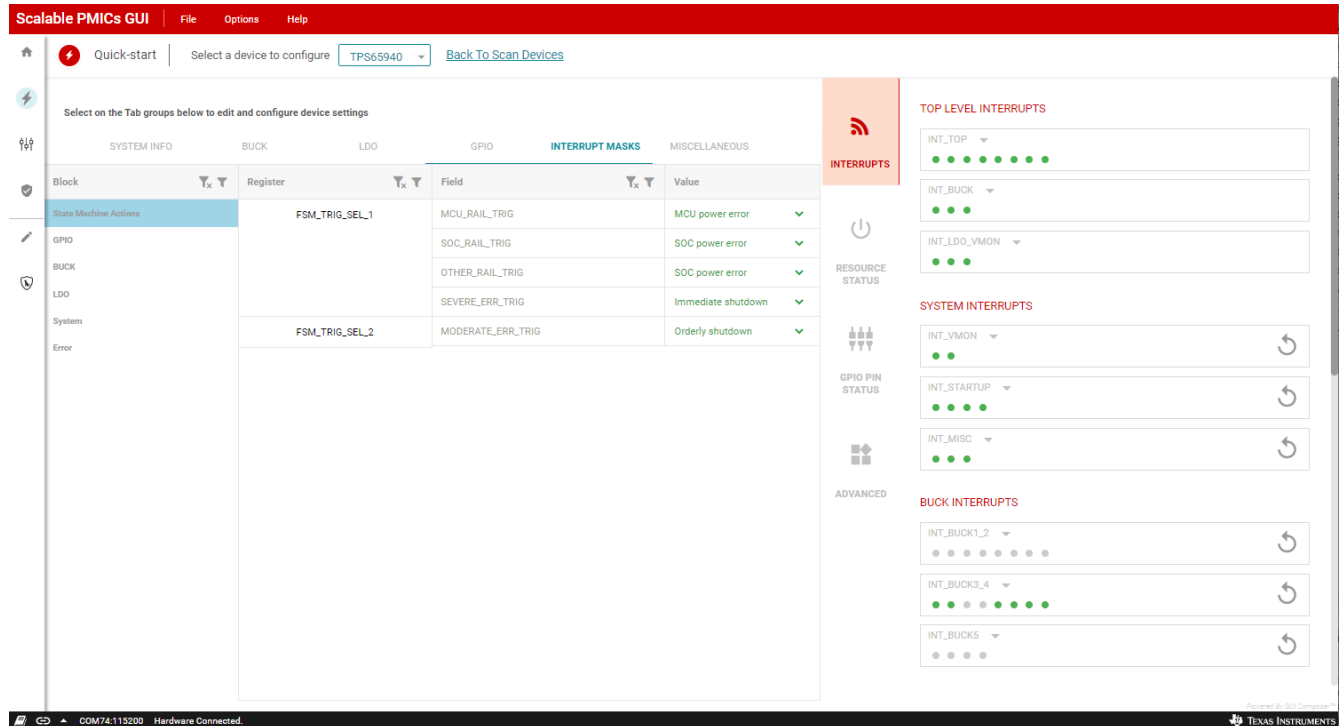 Scalable PMICs GUI File Options Help
Quick-start Select a device to configure TPS65940 Back To Scan Devices
Select on the Tab groups below to edit and configure device settings
SYSTEM INFO BUCK LDO GPIO INTERRUPT MASKS MISCELLANEOUS
Block Register Field Value
State Machine Actions FSM_TRIG_SEL_1 MCU_RAIL_TRIG MCU power error
GPIO SOC_RAIL_TRIG SOC power error
BUCK OTHER_RAIL_TRIG SOC power error
LDO SEVERE_ERR_TRIG Immediate shutdown
System FSM_TRIG_SEL_2 MODERATE_ERR_TRIG Orderly shutdown
Error
INTERRUPTS
RESOURCE
STATUS
GPIO PIN
STATUS
ADVANCED
TOP LEVEL INTERRUPTS
INT_TOP
INT_BUCK
INT_LDO_VMON
SYSTEM INTERRUPTS
INT_VMON
INT_STARTUP
INT_MISC
BUCK INTERRUPTS
INT_BUCK1_2
INT_BUCK3_4
INT_BUCK5
Powered By GUI Composer™
COM74:115200 Hardware Connected. TEXAS INSTRUMENTS